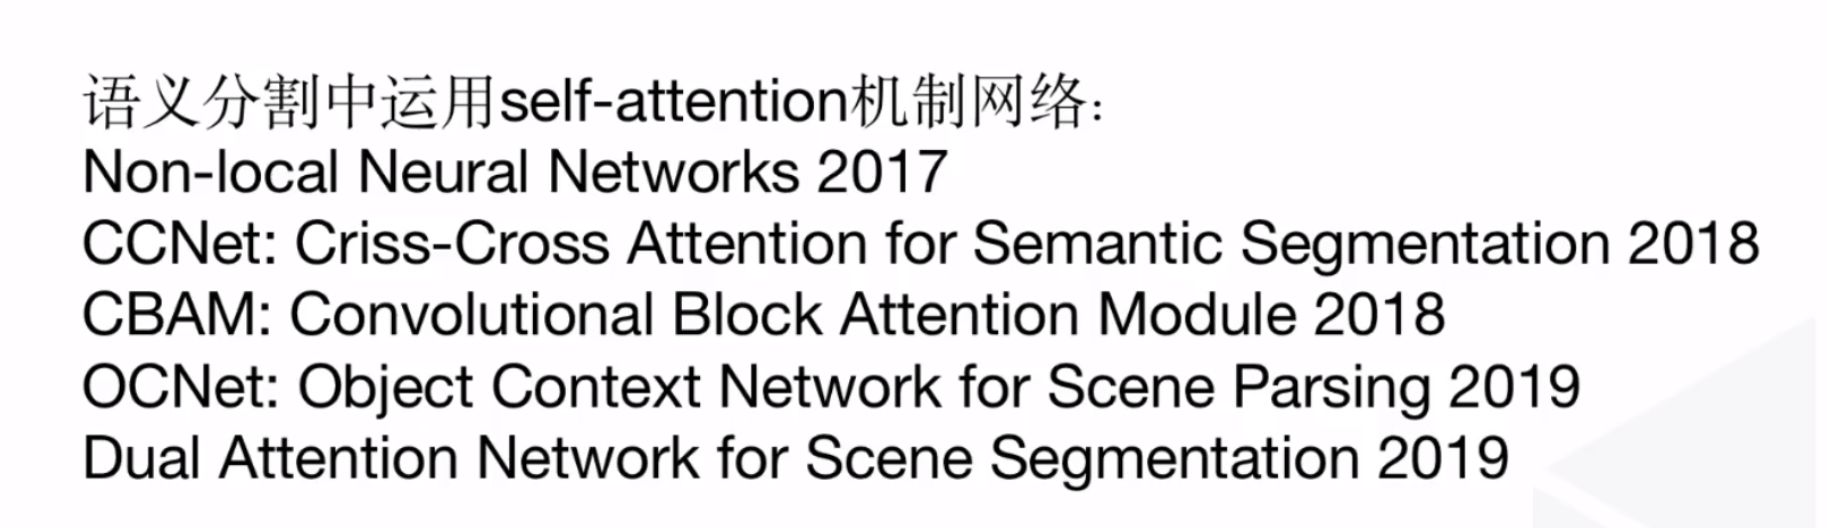 语义分割中运用self-attention机制网络：
Non-local Neural Networks 2017
CCNet: Criss-Cross Attention for Semantic Segmentation 2018
CBAM: Convolutional Block Attention Module 2018
OCNet: Object Context Network for Scene Parsing 2019
Dual Attention Network for Scene Segmentation 2019